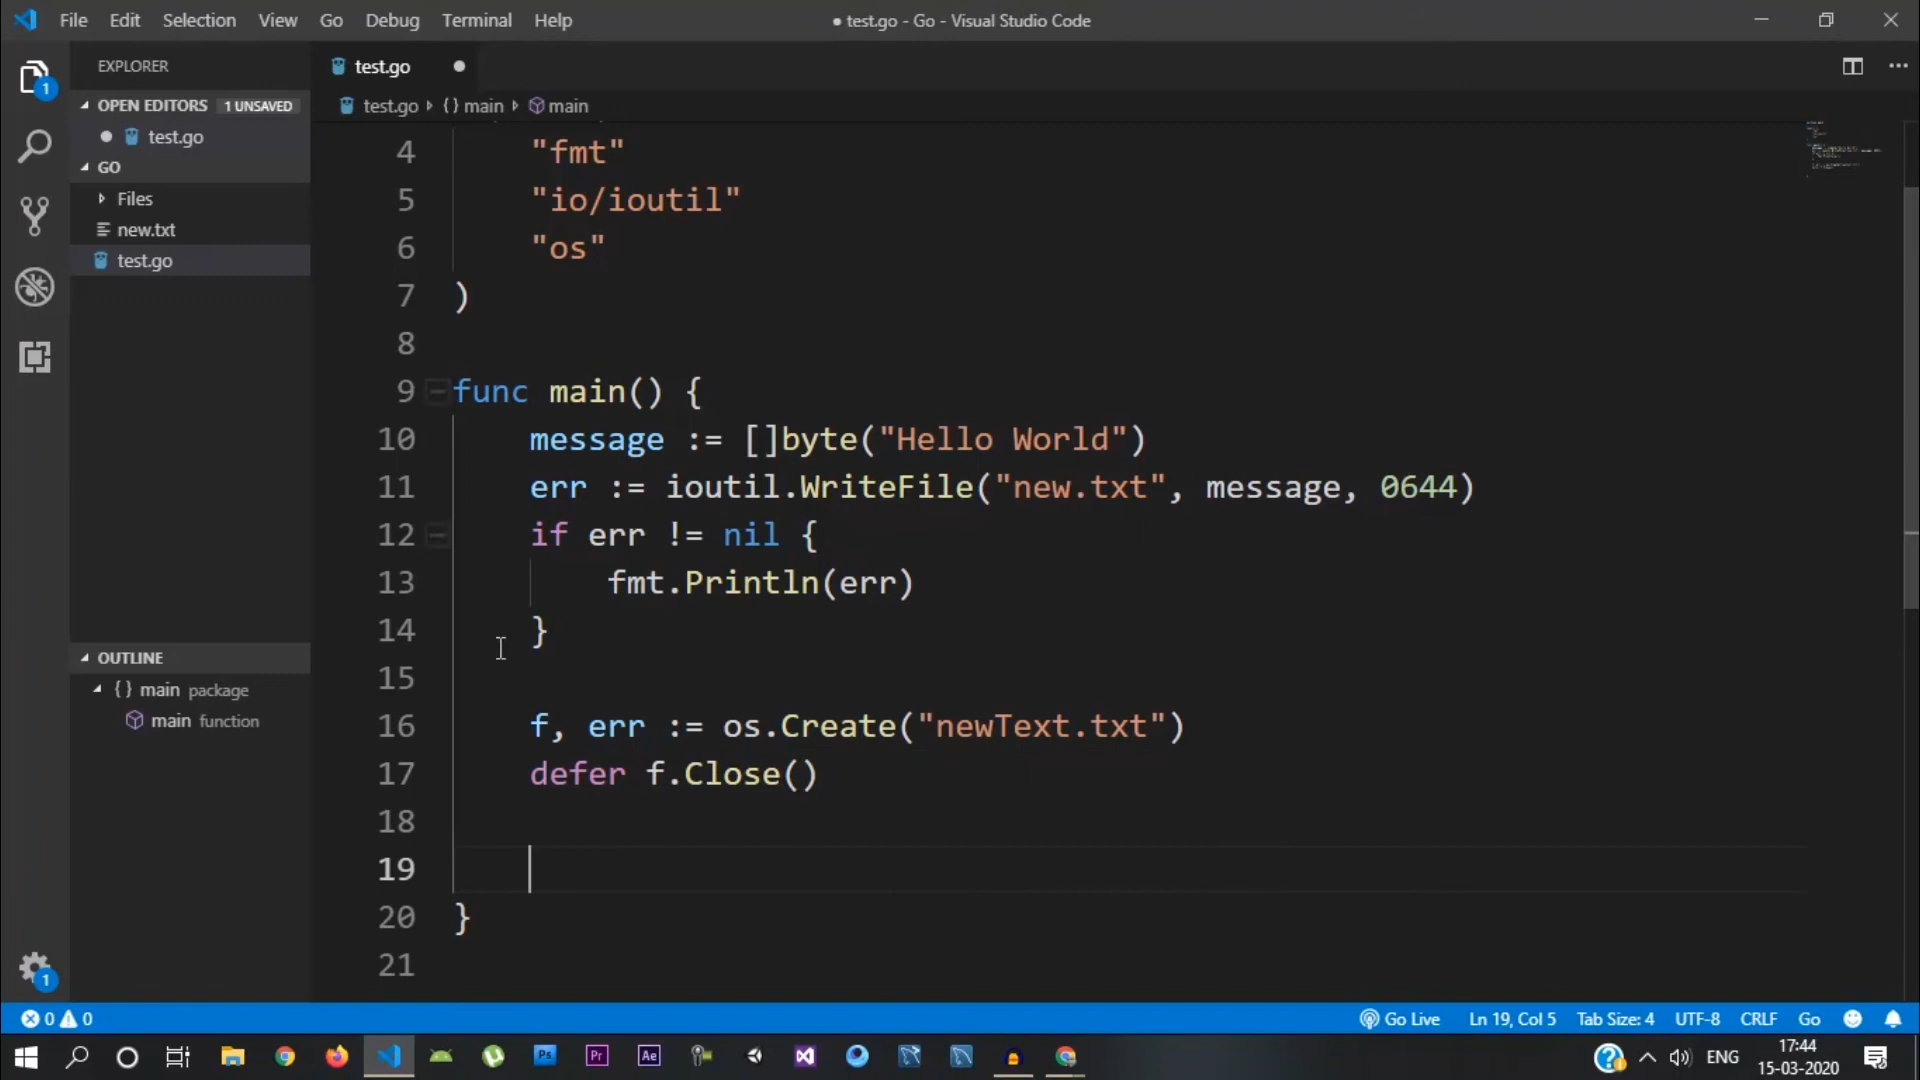 File Edit Selection View Go Debug Terminal Help
● test.go - Go - Visual Studio Code
EXPLORER
OPEN EDITORS 1 UNSAVED
test.go
GO
Files
new.txt
test.go
OUTLINE
{} main package
main function
test.go
test.go {} main main
4 "fmt"
5 "io/ioutil"
6 "os"
7 )
8
9 func main() {
10 message := []byte("Hello World")
11 err := ioutil.WriteFile("new.txt", message, 0644)
12 if err != nil {
13 fmt.Println(err)
14 }
15
16 f, err := os.Create("newText.txt")
17 defer f.Close()
18
19
20 }
21
1
1
0 0
Go Live Ln 19, Col 5 Tab Size: 4 UTF-8 CRLF Go
Ps Pr Ae
ENG
17:44
15-03-2020